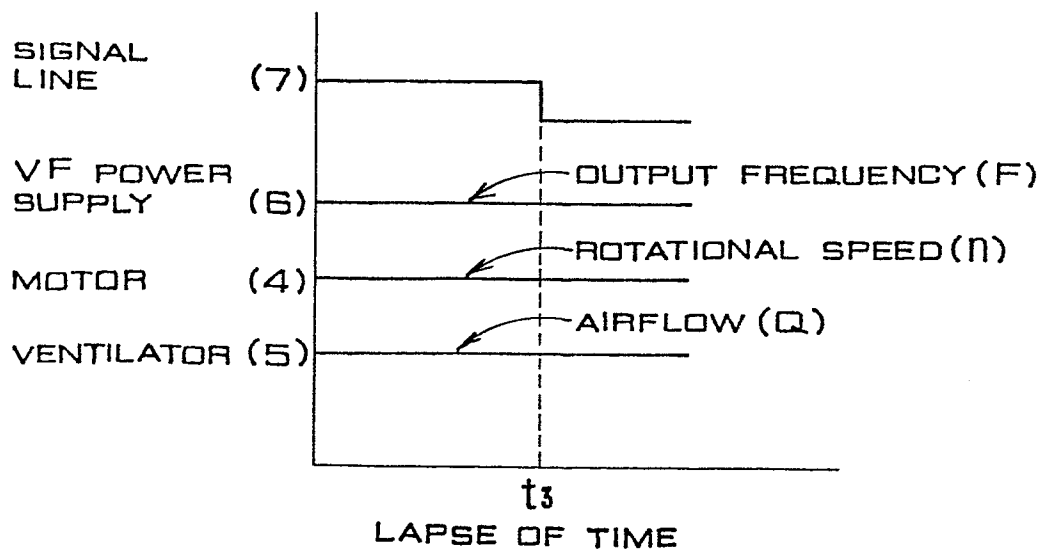 SIGNAL
LINE (7)
VF POWER
SUPPLY (6)
OUTPUT FREQUENCY (F)
ROTATIONAL SPEED (n)
MOTOR (4)
AIRFLOW (Q)
VENTILATOR (5)
t3
LAPSE OF TIME